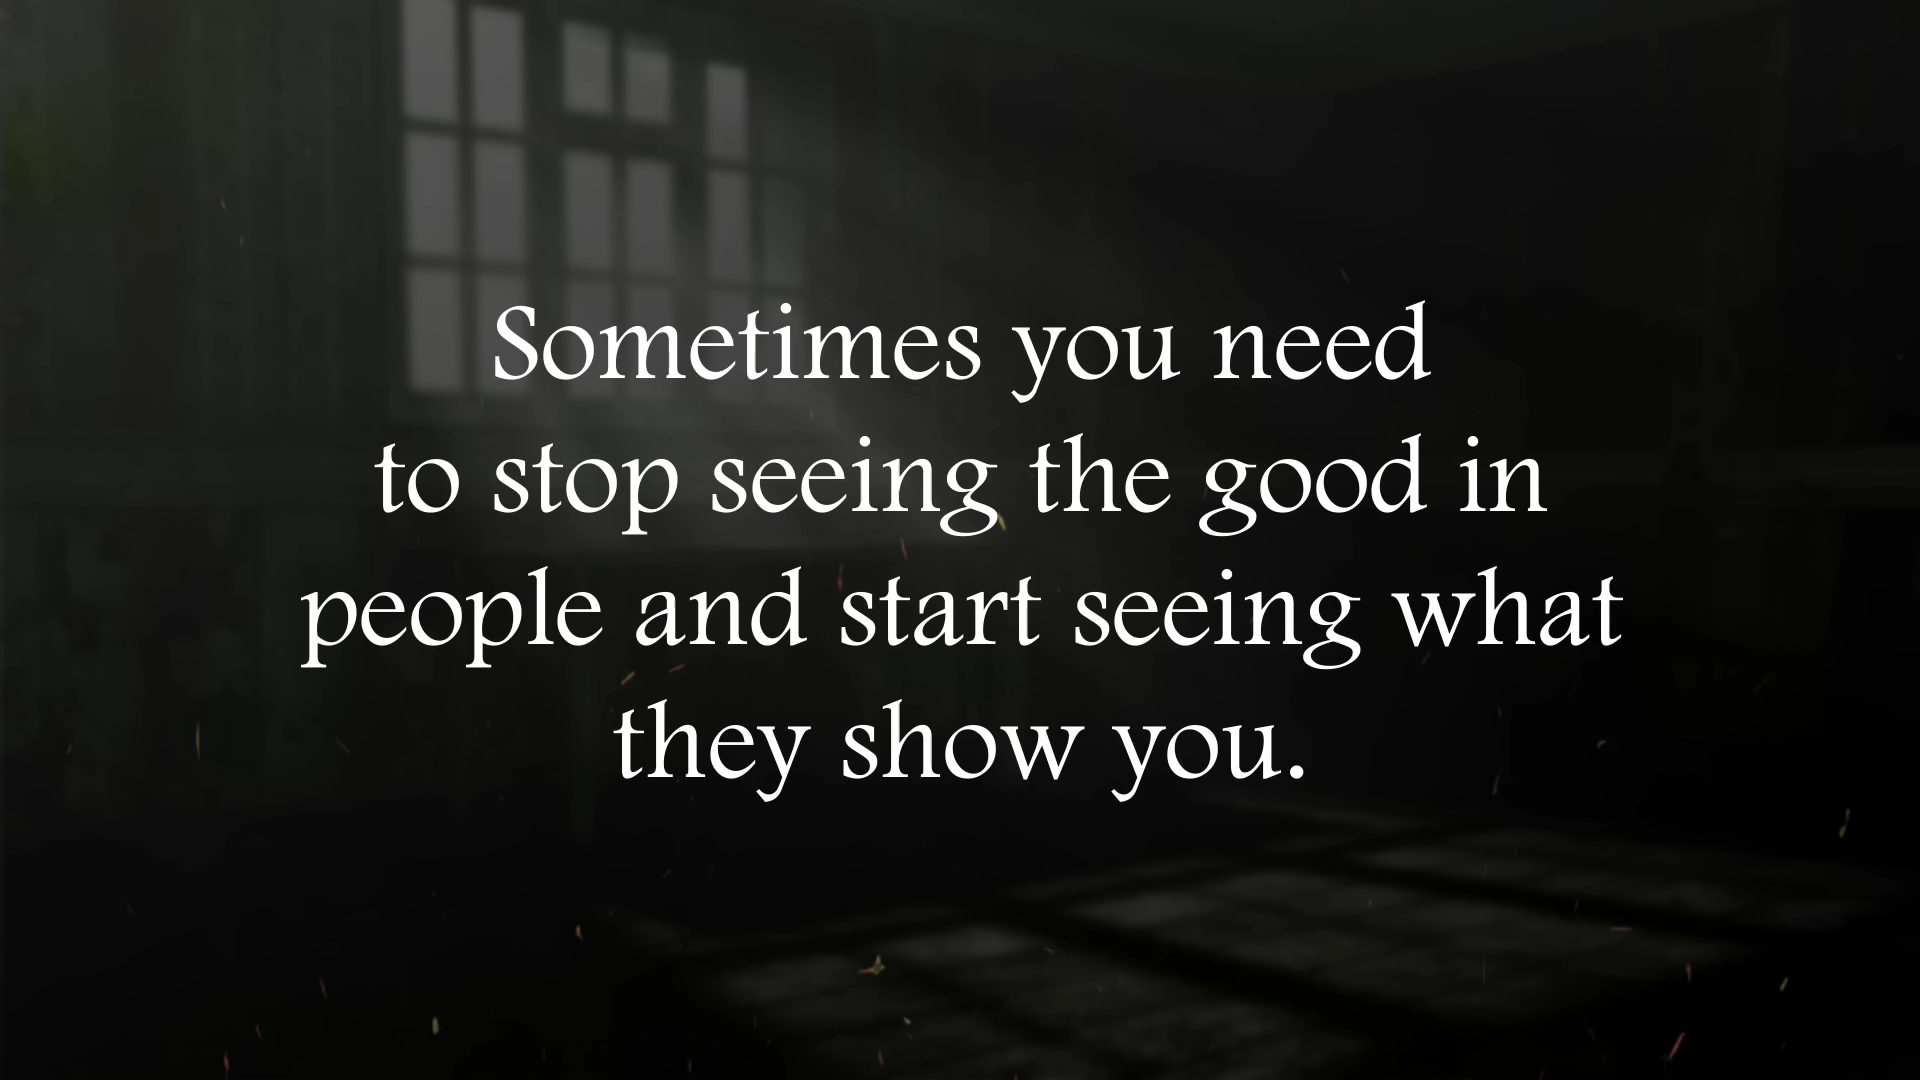 Sometimes you need
to stop seeing the good in
people and start seeing what
they show you.